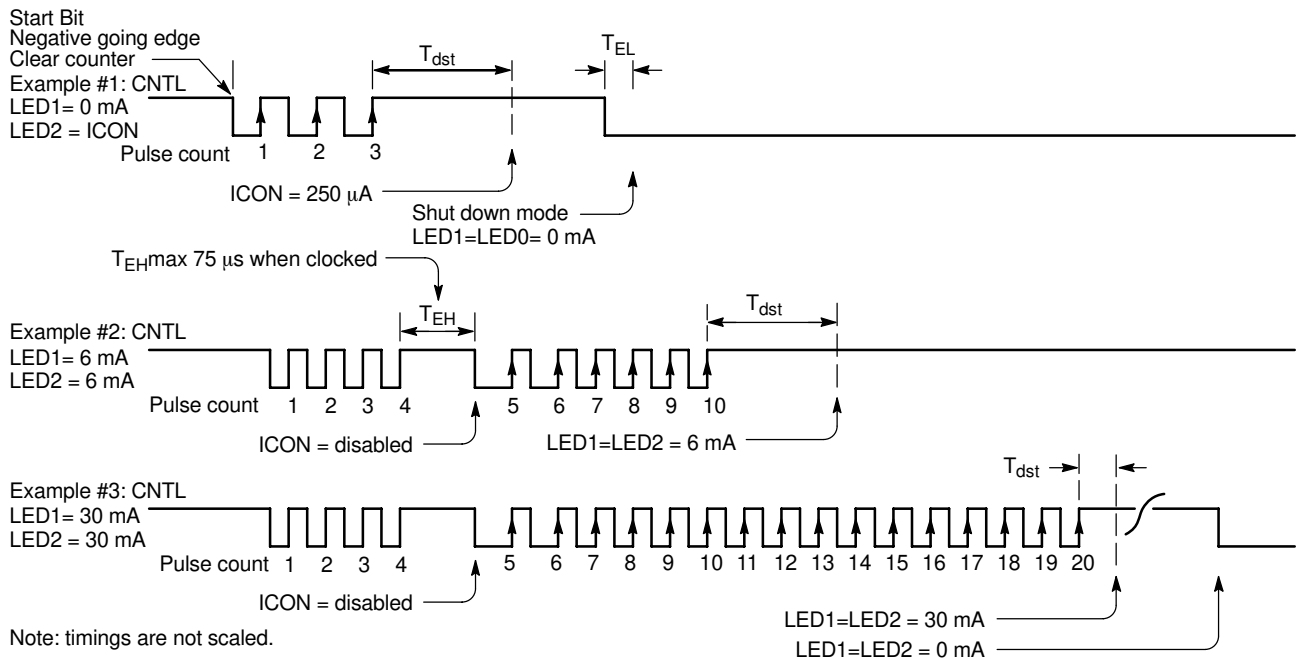 Start Bit
Negative going edge
Clear counter
Example #1: CNTL
LED1= 0 mA
LED2 = ICON
T_dst
T_EL
Pulse count 1 2 3
ICON = 250 μA
Shut down mode
LED1=LED0= 0 mA
T_EHmax 75 μs when clocked
Example #2: CNTL
LED1= 6 mA
LED2 = 6 mA
T_EH
T_dst
Pulse count 1 2 3 4 5 6 7 8 9 10
ICON = disabled
LED1=LED2 = 6 mA
Example #3: CNTL
LED1= 30 mA
LED2 = 30 mA
T_dst
Pulse count 1 2 3 4 5 6 7 8 9 10 11 12 13 14 15 16 17 18 19 20
ICON = disabled
LED1=LED2 = 30 mA
LED1=LED2 = 0 mA
Note: timings are not scaled.